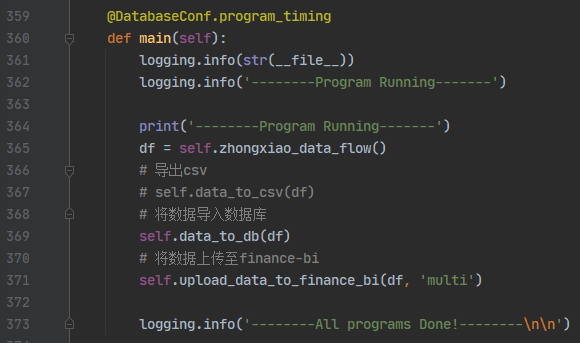 359 @DatabaseConf.program_timing
360 def main(self):
361 logging.info(str(__file__))
362 logging.info('--------Program Running-------')
363
364 print('--------Program Running-------')
365 df = self.zhongxiao_data_flow()
366 # 导出csv
367 # self.data_to_csv(df)
368 # 将数据导入数据库
369 self.data_to_db(df)
370 # 将数据上传至finance-bi
371 self.upload_data_to_finance_bi(df, 'multi')
372
373 logging.info('--------All programs Done!--------\n\n')